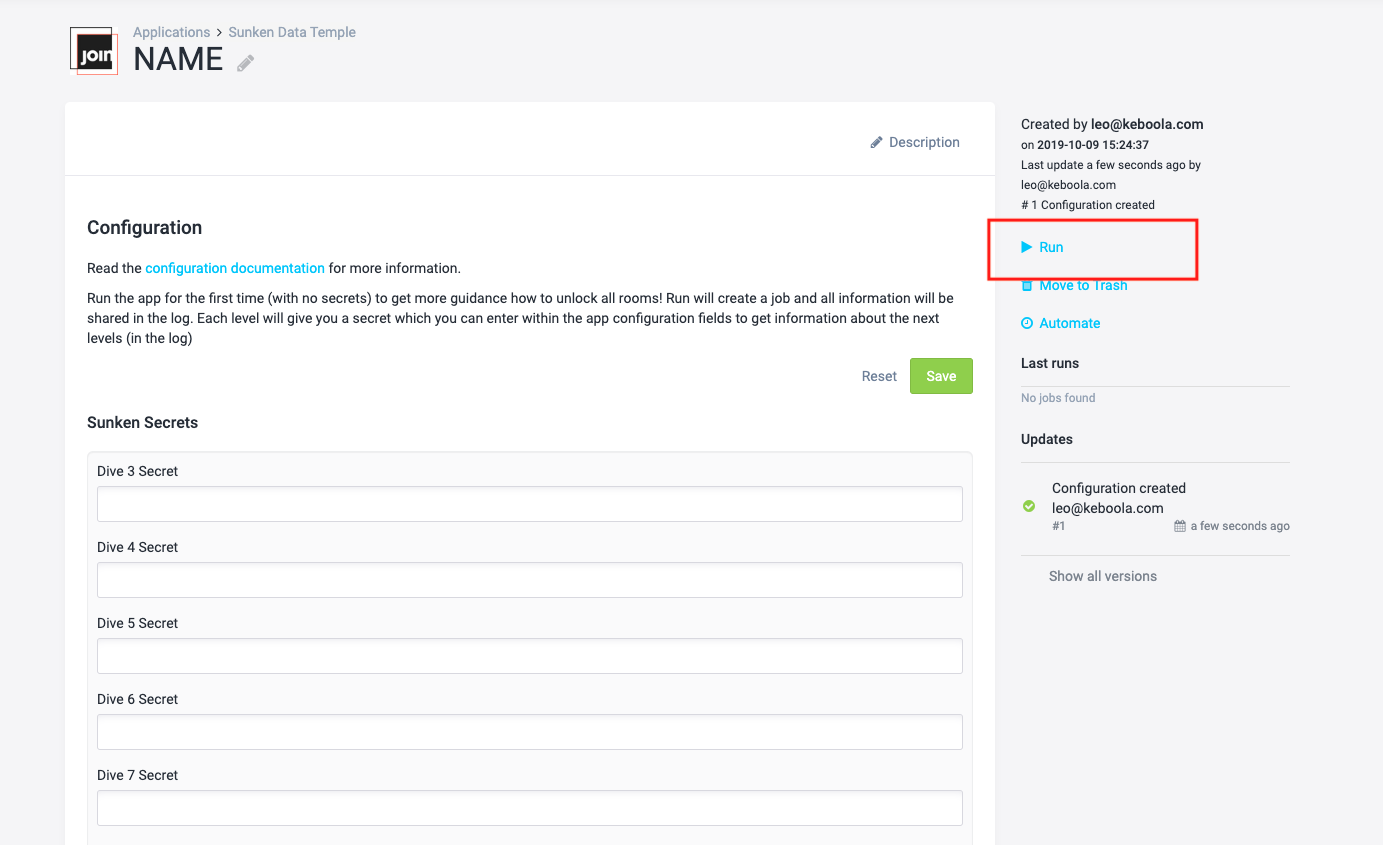 join
Applications > Sunken Data Temple
NAME
Description
Configuration
Read the configuration documentation for more information.
Run the app for the first time (with no secrets) to get more guidance how to unlock all rooms! Run will create a job and all information will be
shared in the log. Each level will give you a secret which you can enter within the app configuration fields to get information about the next
levels (in the log)
Reset
Save
Sunken Secrets
Dive 3 Secret
Dive 4 Secret
Dive 5 Secret
Dive 6 Secret
Dive 7 Secret
Created by leo@keboola.com
on 2019-10-09 15:24:37
Last update a few seconds ago by
leo@keboola.com
# 1 Configuration created
Run
Move to Trash
Automate
Last runs
No jobs found
Updates
Configuration created
leo@keboola.com
#1 a few seconds ago
Show all versions